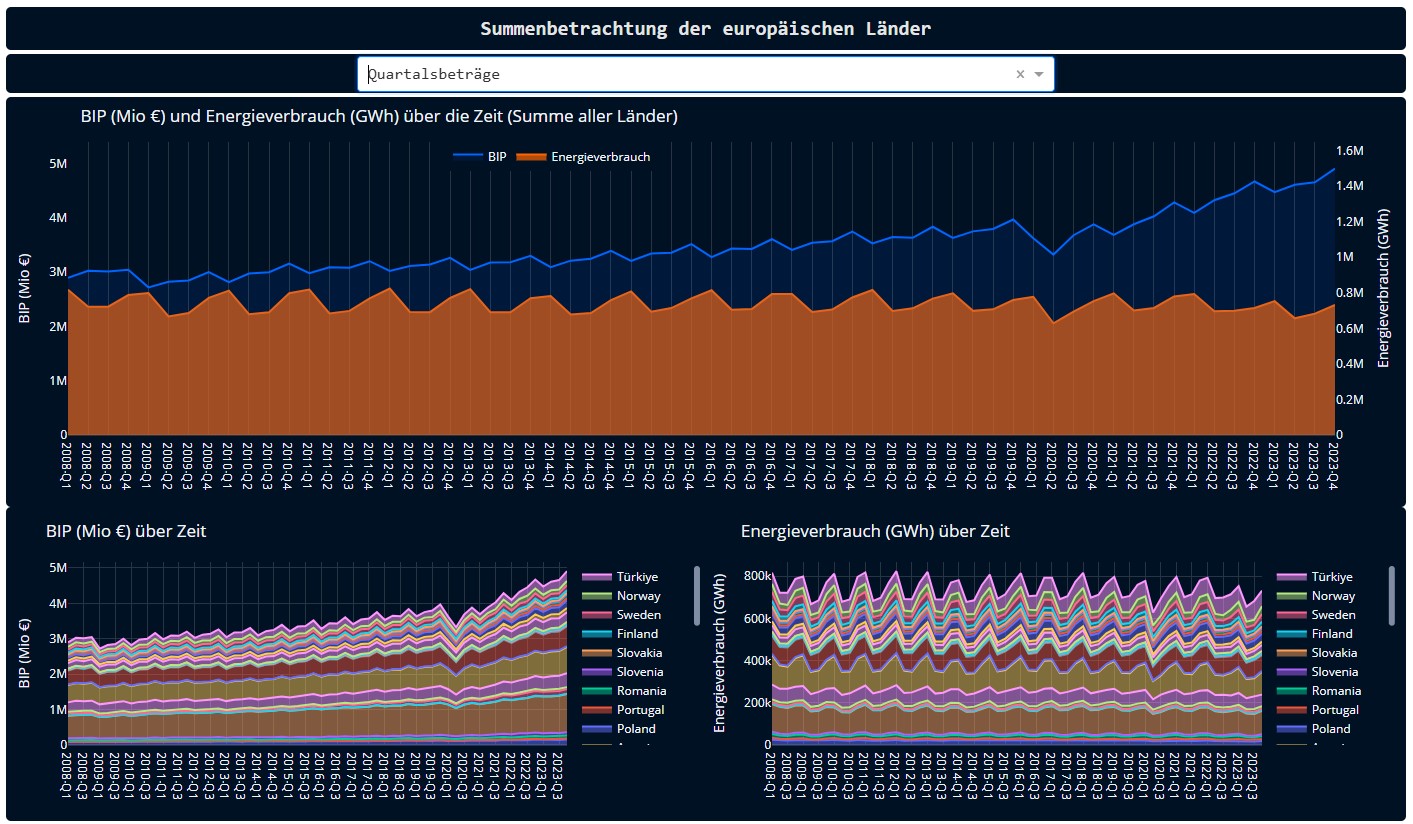 Summenbetrachtung der europäischen Länder
Quartalsbeträge
BIP (Mio €) und Energieverbrauch (GWh) über die Zeit (Summe aller Länder)
BIP Energieverbrauch
BIP (Mio €)
5M
4M
3M
2M
1M
0
1.6M
1.4M
1.2M
1M
0.8M
0.6M
0.4M
0.2M
0
Energieverbrauch (GWh)
2008-Q1
2008-Q2
2008-Q3
2008-Q4
2009-Q1
2009-Q2
2009-Q3
2009-Q4
2010-Q1
2010-Q2
2010-Q3
2010-Q4
2011-Q1
2011-Q2
2011-Q3
2011-Q4
2012-Q1
2012-Q2
2012-Q3
2012-Q4
2013-Q1
2013-Q2
2013-Q3
2013-Q4
2014-Q1
2014-Q2
2014-Q3
2014-Q4
2015-Q1
2015-Q2
2015-Q3
2015-Q4
2016-Q1
2016-Q2
2016-Q3
2016-Q4
2017-Q1
2017-Q2
2017-Q3
2017-Q4
2018-Q1
2018-Q2
2018-Q3
2018-Q4
2019-Q1
2019-Q2
2019-Q3
2019-Q4
2020-Q1
2020-Q2
2020-Q3
2020-Q4
2021-Q1
2021-Q2
2021-Q3
2021-Q4
2022-Q1
2022-Q2
2022-Q3
2022-Q4
2023-Q1
2023-Q2
2023-Q3
2023-Q4
BIP (Mio €) über Zeit
BIP (Mio €)
5M
4M
3M
2M
1M
0
2008-Q1
2008-Q3
2009-Q1
2009-Q3
2010-Q1
2010-Q3
2011-Q1
2011-Q3
2012-Q1
2012-Q3
2013-Q1
2013-Q3
2014-Q1
2014-Q3
2015-Q1
2015-Q3
2016-Q1
2016-Q3
2017-Q1
2017-Q3
2018-Q1
2018-Q3
2019-Q1
2019-Q3
2020-Q1
2020-Q3
2021-Q1
2021-Q3
2022-Q1
2022-Q3
2023-Q1
2023-Q3
Türkiye
Norway
Sweden
Finland
Slovakia
Slovenia
Romania
Portugal
Poland
Energieverbrauch (GWh) über Zeit
Energieverbrauch (GWh)
800k
600k
400k
200k
0
2008-Q1
2008-Q3
2009-Q1
2009-Q3
2010-Q1
2010-Q3
2011-Q1
2011-Q3
2012-Q1
2012-Q3
2013-Q1
2013-Q3
2014-Q1
2014-Q3
2015-Q1
2015-Q3
2016-Q1
2016-Q3
2017-Q1
2017-Q3
2018-Q1
2018-Q3
2019-Q1
2019-Q3
2020-Q1
2020-Q3
2021-Q1
2021-Q3
2022-Q1
2022-Q3
2023-Q1
2023-Q3
Türkiye
Norway
Sweden
Finland
Slovakia
Slovenia
Romania
Portugal
Poland